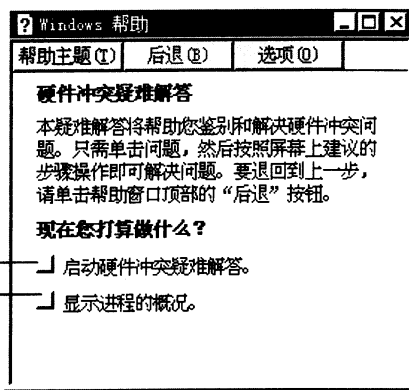 Windows 帮助
帮助主题(T) 后退(B) 选项(O)
硬件冲突疑难解答
本疑难解答将帮助您鉴别和解决硬件冲突问
题。只需单击问题，然后按照屏幕上建议的
步骤操作即可解决问题。要退回到上一步，
请单击帮助窗口顶部的“后退”按钮。
现在您打算做什么？
启动硬件冲突疑难解答。
显示进程的概况。